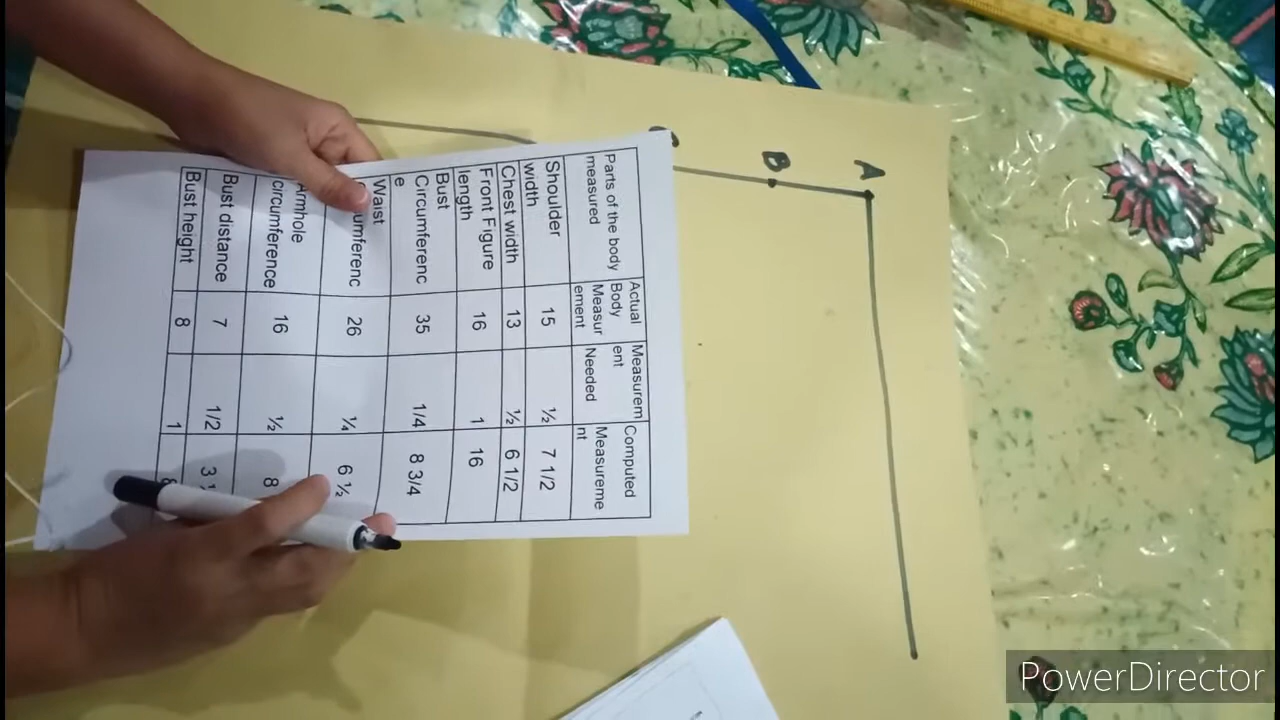 A
B
Parts of the body measured
Actual Body Measurement
Measurement Needed
Computed Measurement
Shoulder width 15 ½ 7 1/2
Chest width 13 ½ 6 1/2
Front Figure length 16 1 16
Bust Circumference 35 1/4 8 3/4
Waist 26 ¼ 6 ½
Armhole circumference 16 ½ 8
Bust distance 7 1/2 3
Bust height 8 1
PowerDirector